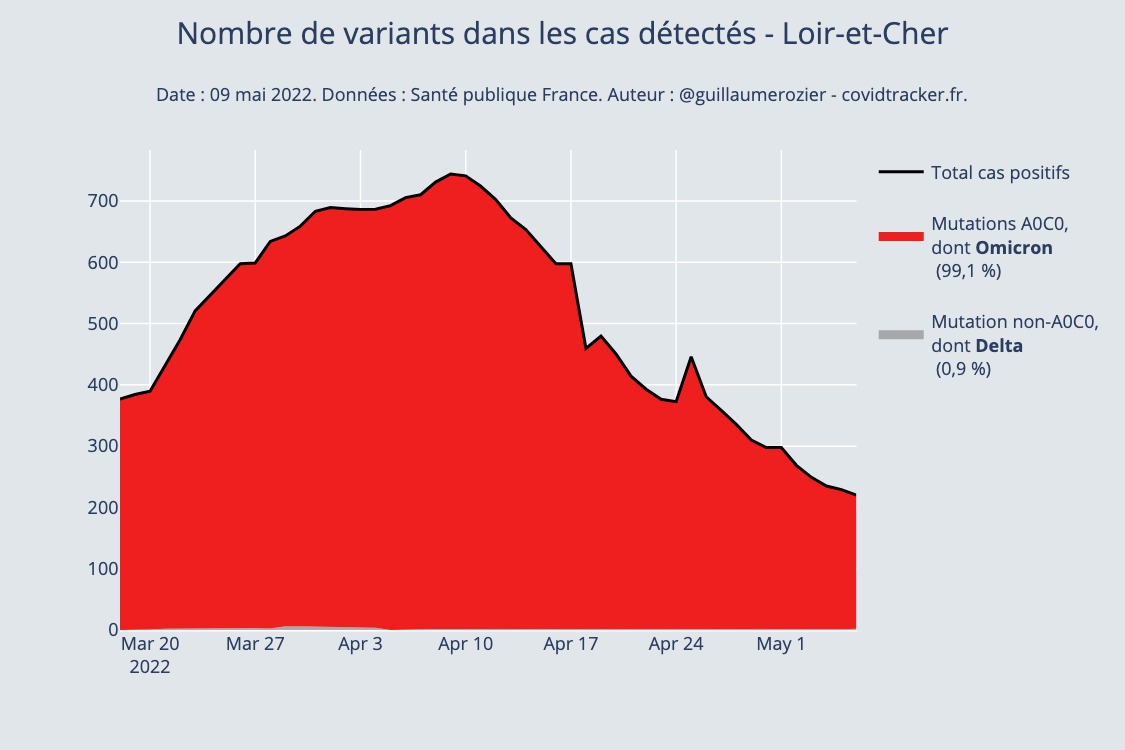 Nombre de variants dans les cas détectés - Loir-et-Cher
Date : 09 mai 2022. Données : Santé publique France. Auteur : @guillaumerozier - covidtracker.fr.
Total cas positifs
Mutations A0C0,
dont Omicron
(99,1 %)
Mutation non-A0C0,
dont Delta
(0,9 %)
700
600
500
400
300
200
100
0
Mar 20 Mar 27 Apr 3 Apr 10 Apr 17 Apr 24 May 1
2022